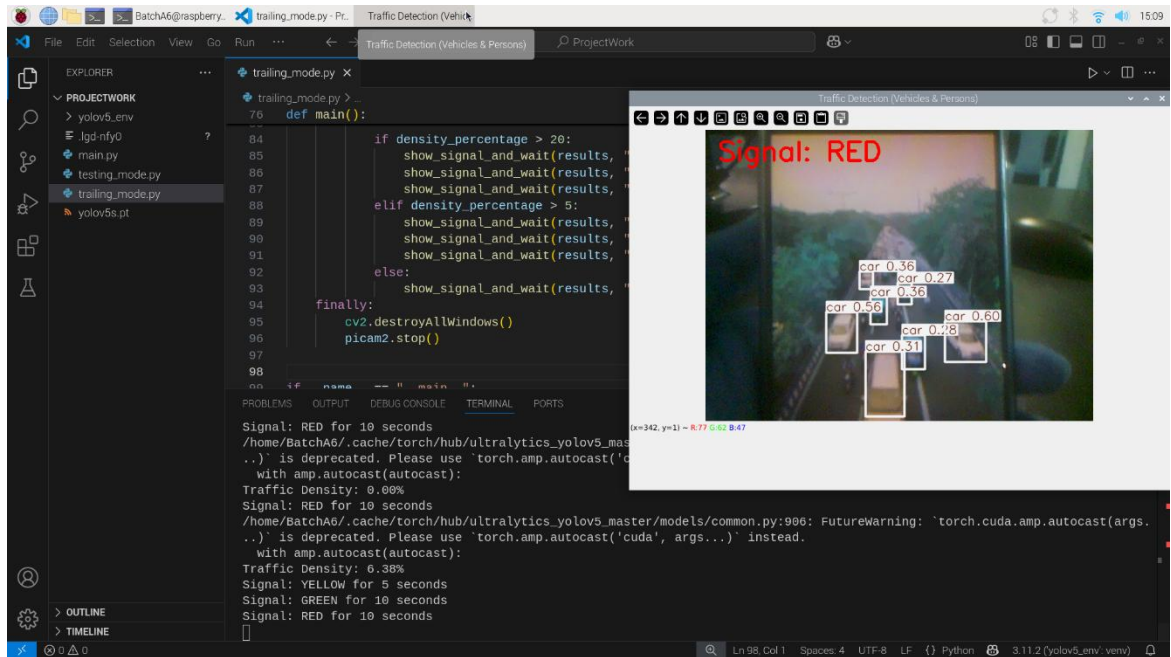 BatchA6@raspberry..
trailing_mode.py - Pr..
Traffic Detection (Vehic
15:09
File Edit Selection View Go Run ...
Traffic Detection (Vehicles & Persons)
ProjectWork
EXPLORER ...
PROJECTWORK
yolov5_env
.lgd-nfy0 ?
main.py
testing_mode.py
trailing_mode.py
yolov5s.pt
OUTLINE
TIMELINE
trailing_mode.py
trailing_mode.py > ...
76 def main():
84 if density_percentage > 20:
85 show_signal_and_wait(results, "
86 show_signal_and_wait(results, "
87 show_signal_and_wait(results, "
88 elif density_percentage > 5:
89 show_signal_and_wait(results, "
90 show_signal_and_wait(results, "
91 show_signal_and_wait(results, "
92 else:
93 show_signal_and_wait(results, "
94 finally:
95 cv2.destroyAllWindows()
96 picam2.stop()
97
98
99 if __name__ == "__main__":
Traffic Detection (Vehicles & Persons)
Signal: RED
car 0.36
car 0.27
car 0.36
car 0.56
car 0.60
car 0.28
car 0.31
(x=342, y=1) ~ R:77 G:62 B:47
PROBLEMS OUTPUT DEBUG CONSOLE TERMINAL PORTS
Signal: RED for 10 seconds
/home/BatchA6/.cache/torch/hub/ultralytics_yolov5_mas
..)` is deprecated. Please use `torch.amp.autocast('c
with amp.autocast(autocast):
Traffic Density: 0.00%
Signal: RED for 10 seconds
/home/BatchA6/.cache/torch/hub/ultralytics_yolov5_master/models/common.py:906: FutureWarning: `torch.cuda.amp.autocast(args.
..)` is deprecated. Please use `torch.amp.autocast('cuda', args...)` instead.
with amp.autocast(autocast):
Traffic Density: 6.38%
Signal: YELLOW for 5 seconds
Signal: GREEN for 10 seconds
Signal: RED for 10 seconds
0 0 0
Ln 98, Col 1 Spaces: 4 UTF-8 LF {} Python 3.11.2 ('yolov5_env': venv)